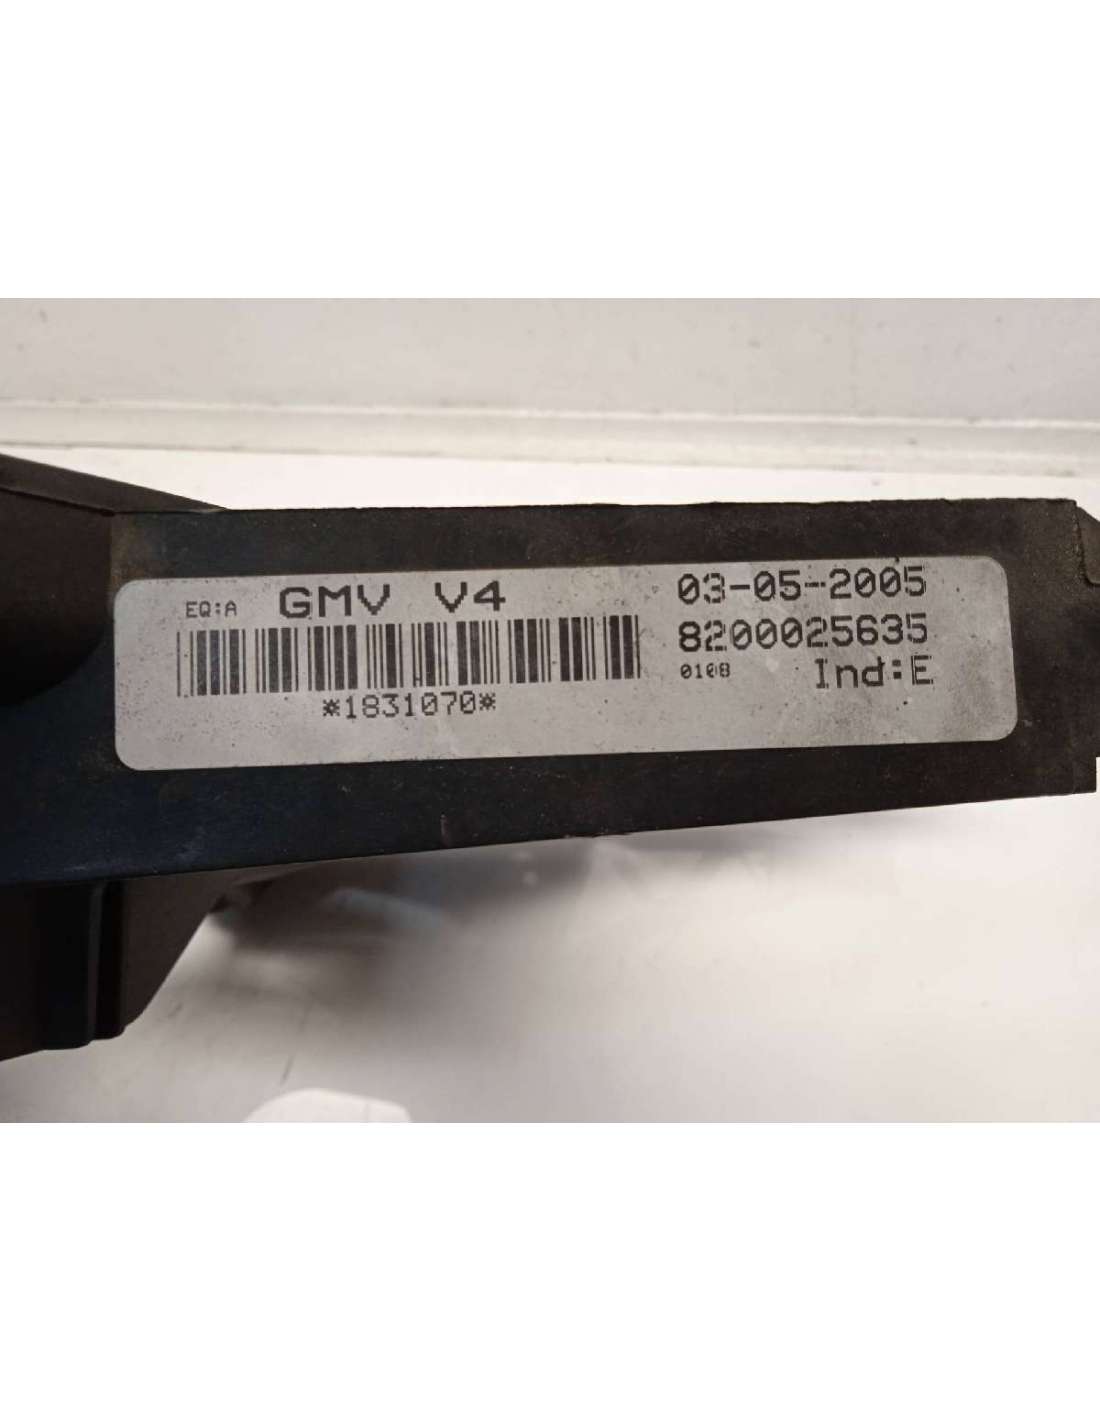 EQ:A GMV V4
*1831070*
03-05-2005
8200025635
0108 Ind:E